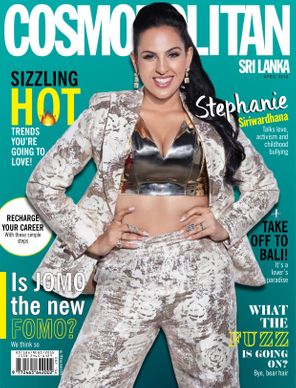 COSMOPOLITAN
SRI LANKA
APRIL 2019
SIZZLING
HOT
TRENDS
YOU'RE
GOING TO
LOVE!
Stephanie
Siriwardhana
Talks love,
activism and
childhood
bullying
RECHARGE
YOUR CAREER
With these simple
steps
+
TAKE
OFF TO
BALI!
It's a
lover's
paradise
Is JOMO
the new
FOMO?
We think so
WHAT
THE
FUZZ
IS GOING
ON?
Bye, bear hair